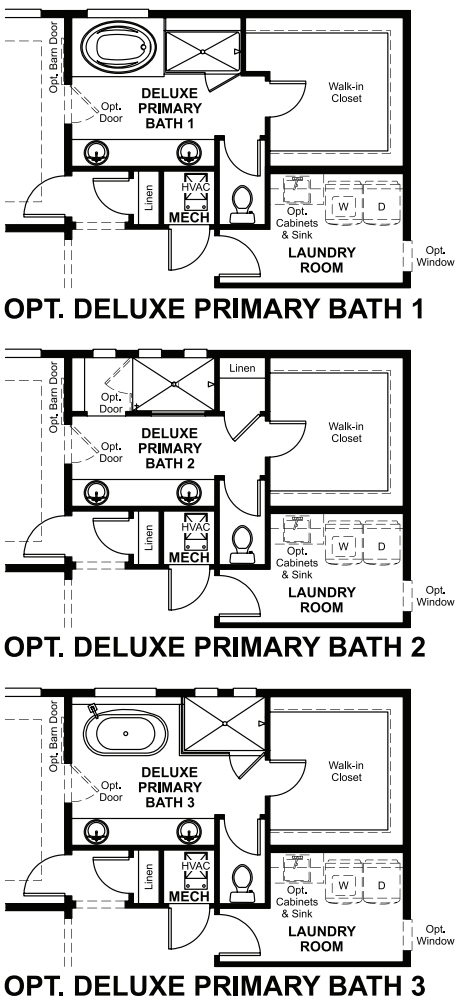 Opt. Barn Door
Opt.
Door
DELUXE
PRIMARY
BATH 1
Walk-in
Closet
Linen
HVAC
MECH
Opt.
Cabinets
& Sink
W
D
LAUNDRY
ROOM
Opt.
Window
OPT. DELUXE PRIMARY BATH 1
Opt. Barn Door
Opt.
Door
Linen
Opt.
Door
DELUXE
PRIMARY
BATH 2
Walk-in
Closet
Linen
HVAC
MECH
Opt.
Cabinets
& Sink
W
D
LAUNDRY
ROOM
Opt.
Window
OPT. DELUXE PRIMARY BATH 2
Opt. Barn Door
Opt.
Door
DELUXE
PRIMARY
BATH 3
Walk-in
Closet
Linen
HVAC
MECH
Opt.
Cabinets
& Sink
W
D
LAUNDRY
ROOM
Opt.
Window
OPT. DELUXE PRIMARY BATH 3